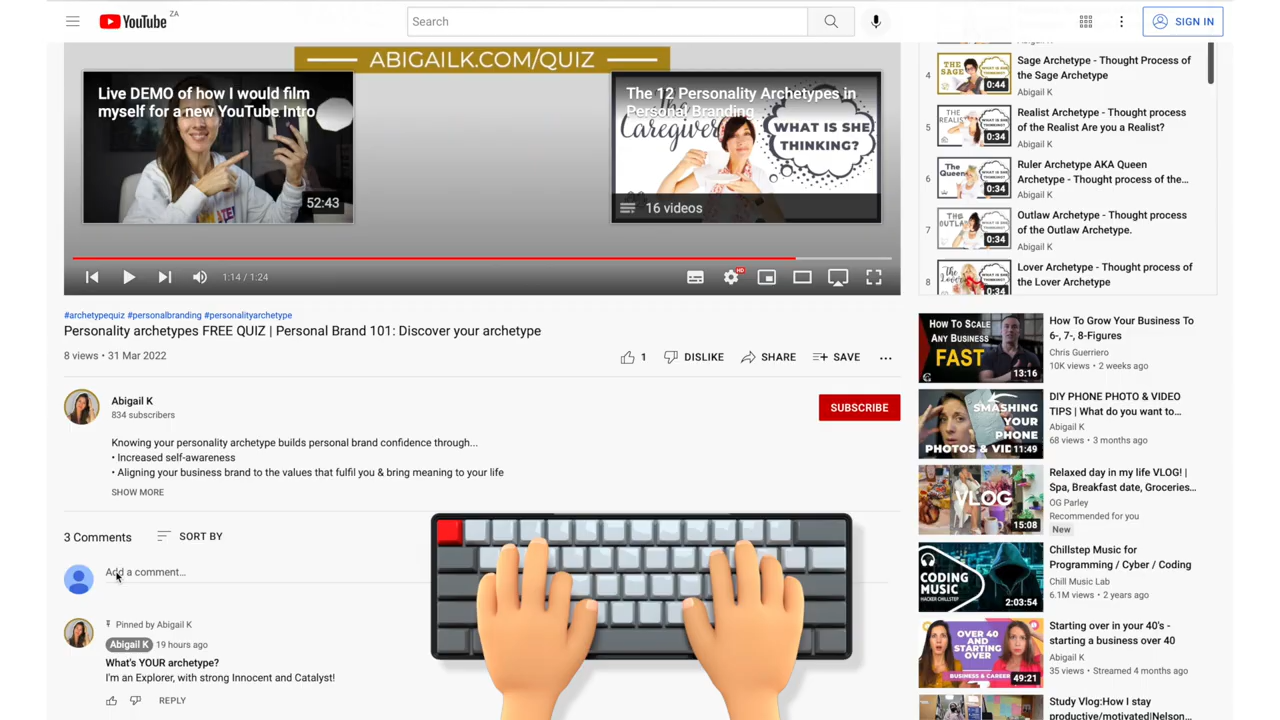 YouTube ZA
Search
SIGN IN
ABIGAILK.COM/QUIZ
Live DEMO of how I would film
myself for a new YouTube Intro
52:43
The 12 Personality Archetypes in
Personal Branding
Caregiver
WHAT IS SHE
THINKING?
16 videos
1:14 / 1:24
HD
#archetypequiz #personalbranding #personalityarchetype
Personality archetypes FREE QUIZ | Personal Brand 101: Discover your archetype
8 views • 31 Mar 2022
1
DISLIKE
SHARE
SAVE
Abigail K
834 subscribers
SUBSCRIBE
Knowing your personality archetype builds personal brand confidence through...
• Increased self-awareness
• Aligning your business brand to the values that fulfil you & bring meaning to your life
SHOW MORE
3 Comments
SORT BY
Add a comment...
Pinned by Abigail K
Abigail K 19 hours ago
What's YOUR archetype?
I'm an Explorer, with strong Innocent and Catalyst!
REPLY
4
THE
SAGE
0:44
Sage Archetype - Thought Process of
the Sage Archetype
Abigail K
5
0:34
Realist Archetype - Thought process
of the Realist Are you a Realist?
Abigail K
6
The
Queen
0:34
Ruler Archetype AKA Queen
Archetype - Thought process of the...
Abigail K
7
THE
OUTLAW
0:34
Outlaw Archetype - Thought process
of the Outlaw Archetype.
Abigail K
8
The
Lover
0:34
Lover Archetype - Thought process of
the Lover Archetype
HOW TO SCALE
ANY BUSINESS
FAST
13:16
How To Grow Your Business To
6-, 7-, 8-Figures
Chris Guerriero
10K views • 2 weeks ago
SMASHING
YOUR
PHONE
PHOTOS & VID
11:49
DIY PHONE PHOTO & VIDEO
TIPS | What do you want to...
Abigail K
68 views • 3 months ago
VLOG
15:08
Relaxed day in my life VLOG! |
Spa, Breakfast date, Groceries...
OG Parley
Recommended for you
New
CODING
MUSIC
HACKER CHILLSTEP
2:03:54
Chillstep Music for
Programming / Cyber / Coding
Chill Music Lab
6.1M views • 2 years ago
OVER 40
AND
STARTING
OVER
BUSINESS & CAREER
49:21
Starting over in your 40's -
starting a business over 40
Abigail K
35 views • Streamed 4 months ago
Study Vlog:How I stay
productive/motivated|Nelson...